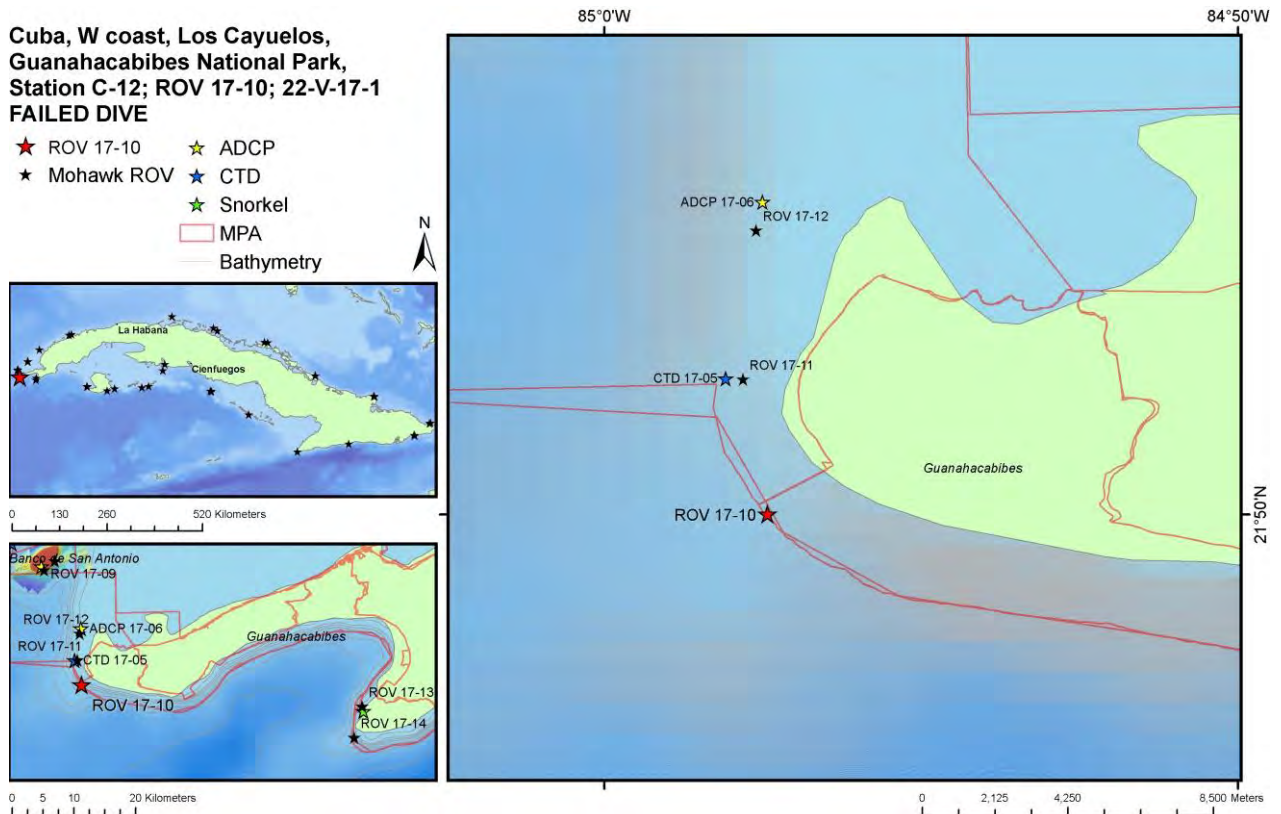 Cuba, W coast, Los Cayuelos,
Guanahacabibes National Park,
Station C-12; ROV 17-10; 22-V-17-1
FAILED DIVE
ROV 17-10
Mohawk ROV
ADCP
CTD
Snorkel
MPA
Bathymetry
N
La Habana
Cienfuegos
0 130 260 520 Kilometers
Banco de San Antonio
ROV 17-09
ROV 17-12
ADCP 17-06
Guanahacabibes
ROV 17-11
CTD 17-05
ROV 17-10
ROV 17-13
ROV 17-14
0 5 10 20 Kilometers
85°0'W
84°50'W
ADCP 17-06
ROV 17-12
ROV 17-11
CTD 17-05
Guanahacabibes
ROV 17-10
21°50'N
0 2,125 4,250 8,500 Meters